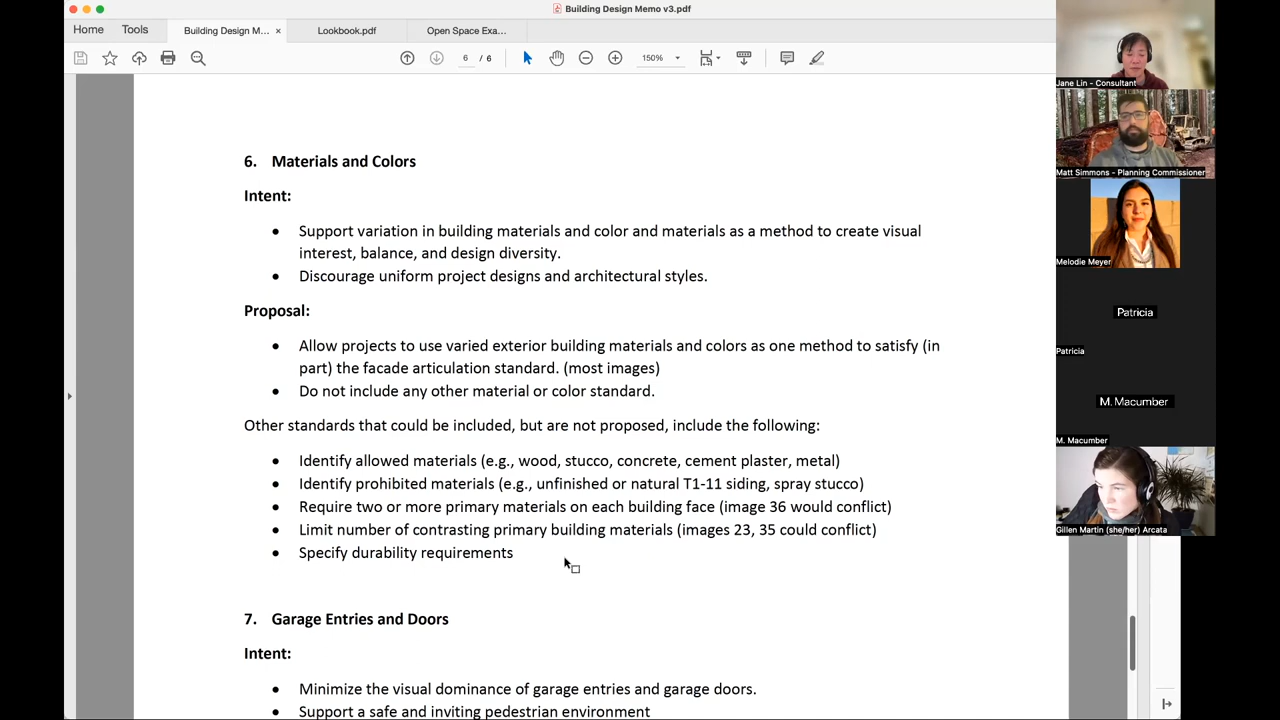 Building Design Memo v3.pdf
Home Tools Building Design M... × Lookbook.pdf Open Space Exa...
6 / 6 150%
6. Materials and Colors
Intent:
• Support variation in building materials and color and materials as a method to create visual
interest, balance, and design diversity.
• Discourage uniform project designs and architectural styles.
Proposal:
• Allow projects to use varied exterior building materials and colors as one method to satisfy (in
part) the facade articulation standard. (most images)
• Do not include any other material or color standard.
Other standards that could be included, but are not proposed, include the following:
• Identify allowed materials (e.g., wood, stucco, concrete, cement plaster, metal)
• Identify prohibited materials (e.g., unfinished or natural T1-11 siding, spray stucco)
• Require two or more primary materials on each building face (image 36 would conflict)
• Limit number of contrasting primary building materials (images 23, 35 could conflict)
• Specify durability requirements
7. Garage Entries and Doors
Intent:
• Minimize the visual dominance of garage entries and garage doors.
• Support a safe and inviting pedestrian environment
Jane Lin - Consultant
Matt Simmons - Planning Commissioner
Melodie Meyer
Patricia
Patricia
M. Macumber
M. Macumber
Gillen Martin (she/her) Arcata